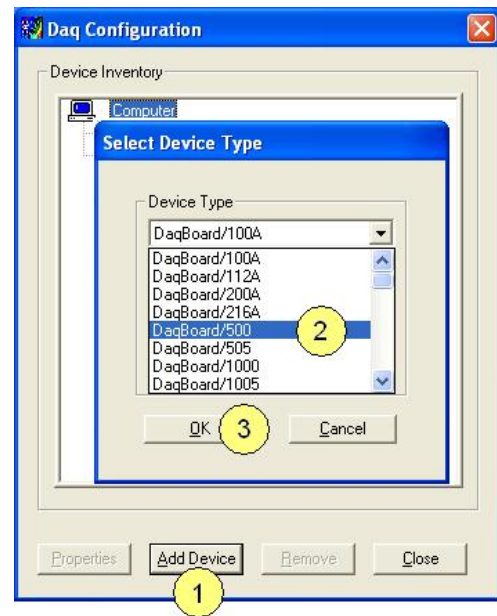 Daq Configuration
Device Inventory
Computer
Select Device Type
Device Type
DaqBoard/100A
DaqBoard/100A
DaqBoard/112A
DaqBoard/200A
DaqBoard/216A
DaqBoard/500
2
DaqBoard/505
DaqBoard/1000
DaqBoard/1005
OK 3 Cancel
Properties Add Device Remove Close
1